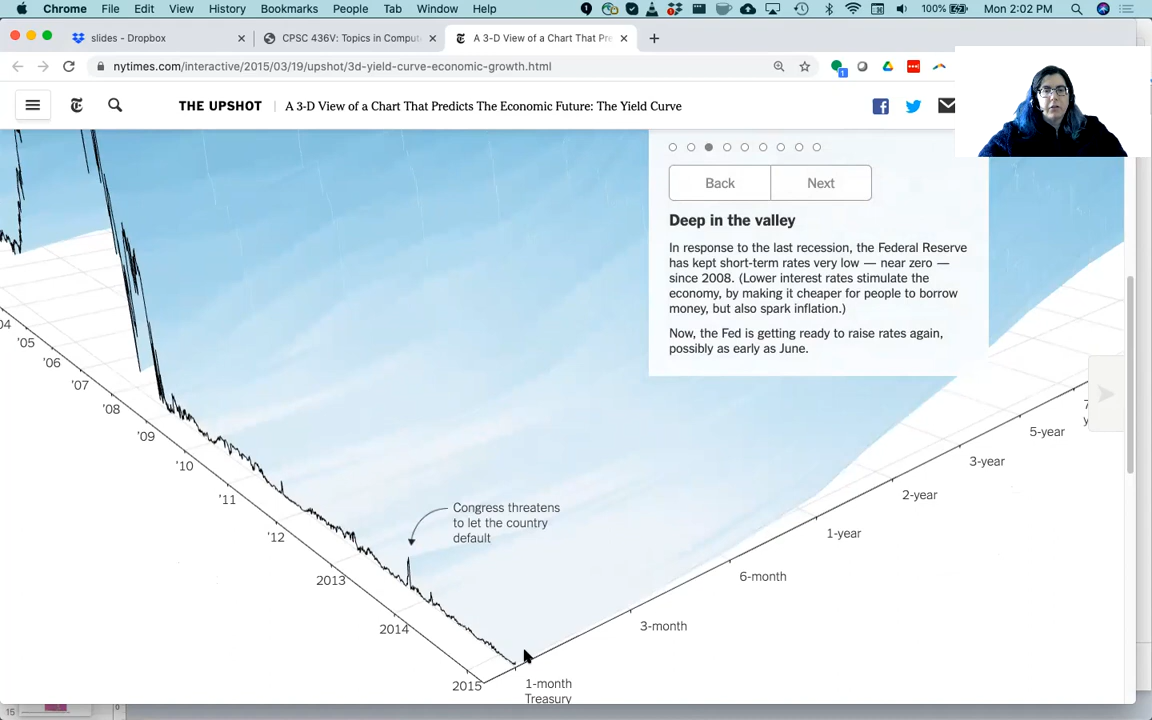 Chrome File Edit View History Bookmarks People Tab Window Help 100% Mon 2:02 PM
slides - Dropbox
CPSC 436V: Topics in Comput
A 3-D View of a Chart That Pre
nytimes.com/interactive/2015/03/19/upshot/3d-yield-curve-economic-growth.html
THE UPSHOT A 3-D View of a Chart That Predicts The Economic Future: The Yield Curve
Back Next
Deep in the valley
In response to the last recession, the Federal Reserve
has kept short-term rates very low — near zero —
since 2008. (Lower interest rates stimulate the
economy, by making it cheaper for people to borrow
money, but also spark inflation.)
Now, the Fed is getting ready to raise rates again,
possibly as early as June.
04
'05
'06
'07
'08
'09
'10
'11
'12
2013
2014
2015
Congress threatens
to let the country
default
1-month
Treasury
3-month
6-month
1-year
2-year
3-year
5-year
7
y
15